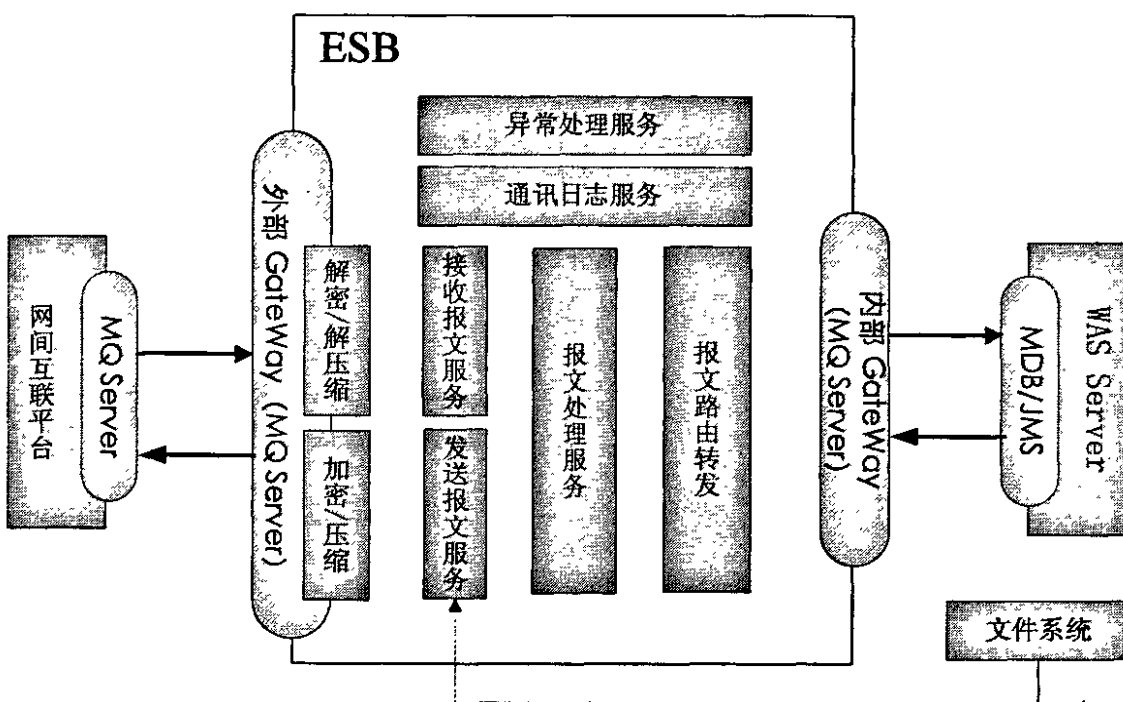 ESB
异常处理服务
通讯日志服务
网间互联平台
MQ Server
外部 GateWay (MQ Server)
解密/解压缩
加密/压缩
接收报文服务
发送报文服务
报文处理服务
报文路由转发
内部 GateWay
(MQ Server)
MDB/JMS
WAS Server
文件系统